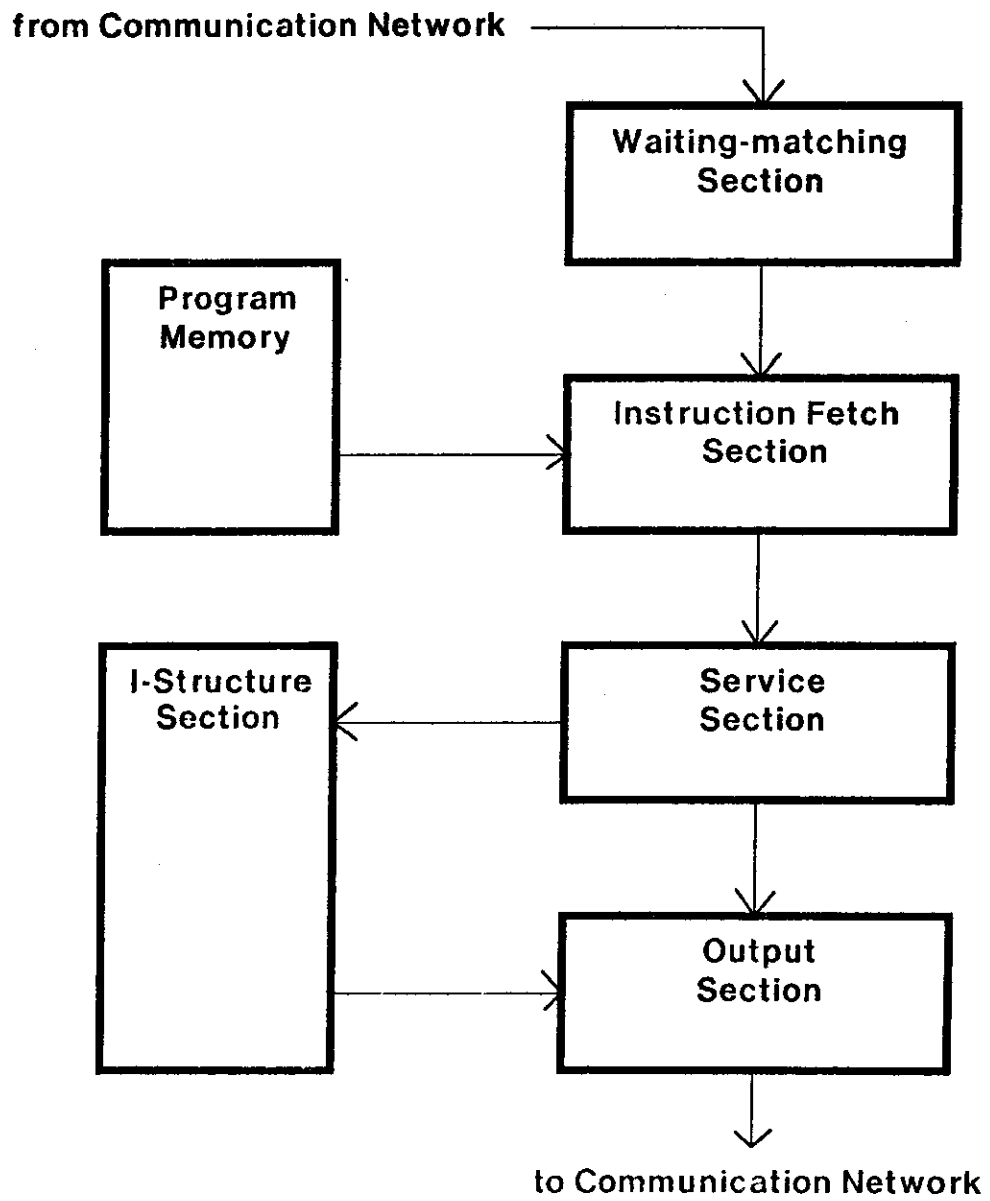 from Communication Network
Waiting-matching
Section
Program
Memory
Instruction Fetch
Section
I-Structure
Section
Service
Section
Output
Section
to Communication Network